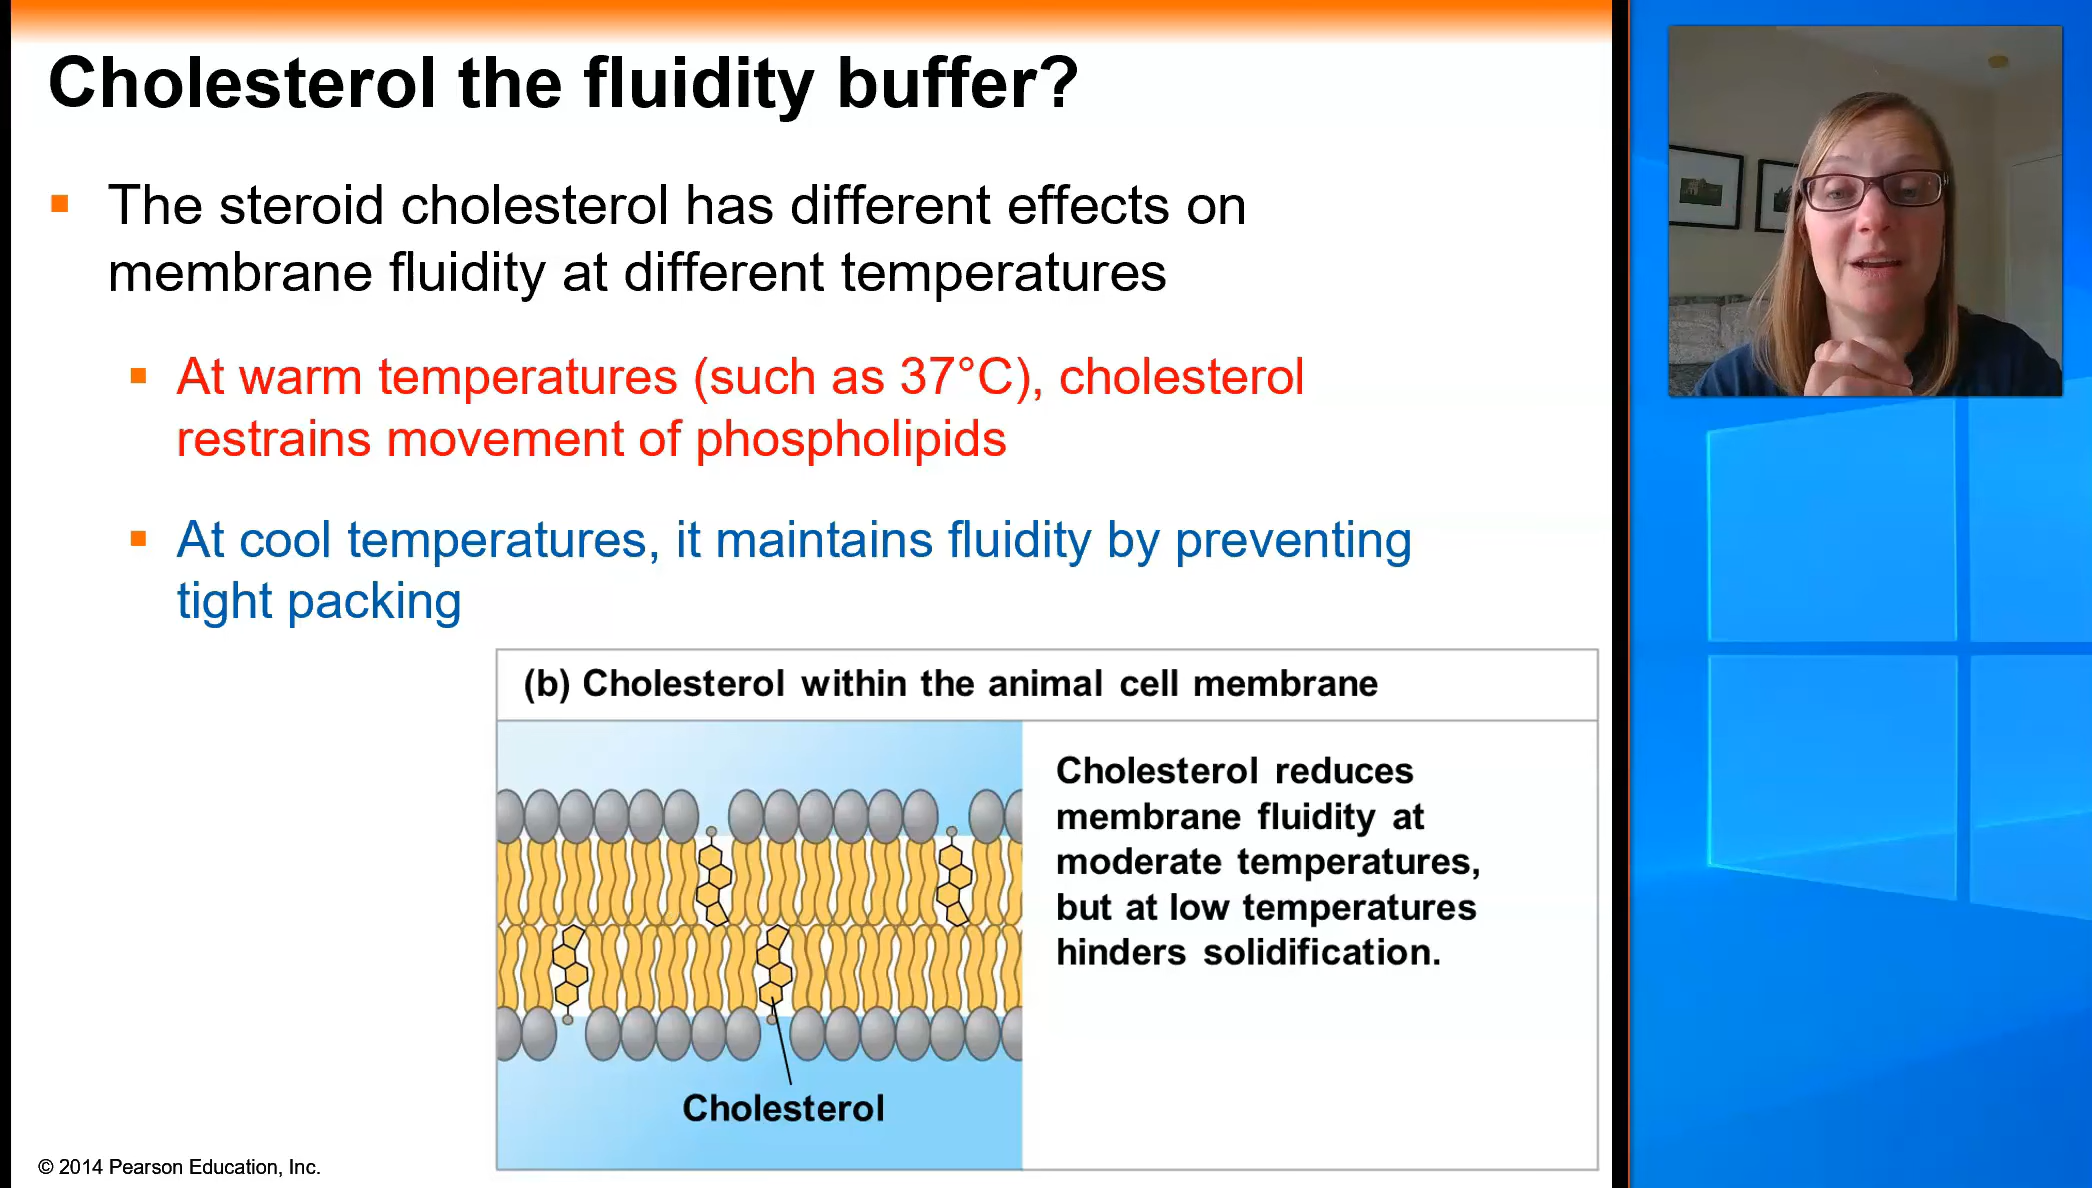 Cholesterol the fluidity buffer?
The steroid cholesterol has different effects on
membrane fluidity at different temperatures
At warm temperatures (such as 37°C), cholesterol
restrains movement of phospholipids
At cool temperatures, it maintains fluidity by preventing
tight packing
(b) Cholesterol within the animal cell membrane
Cholesterol reduces
membrane fluidity at
moderate temperatures,
but at low temperatures
hinders solidification.
Cholesterol
© 2014 Pearson Education, Inc.